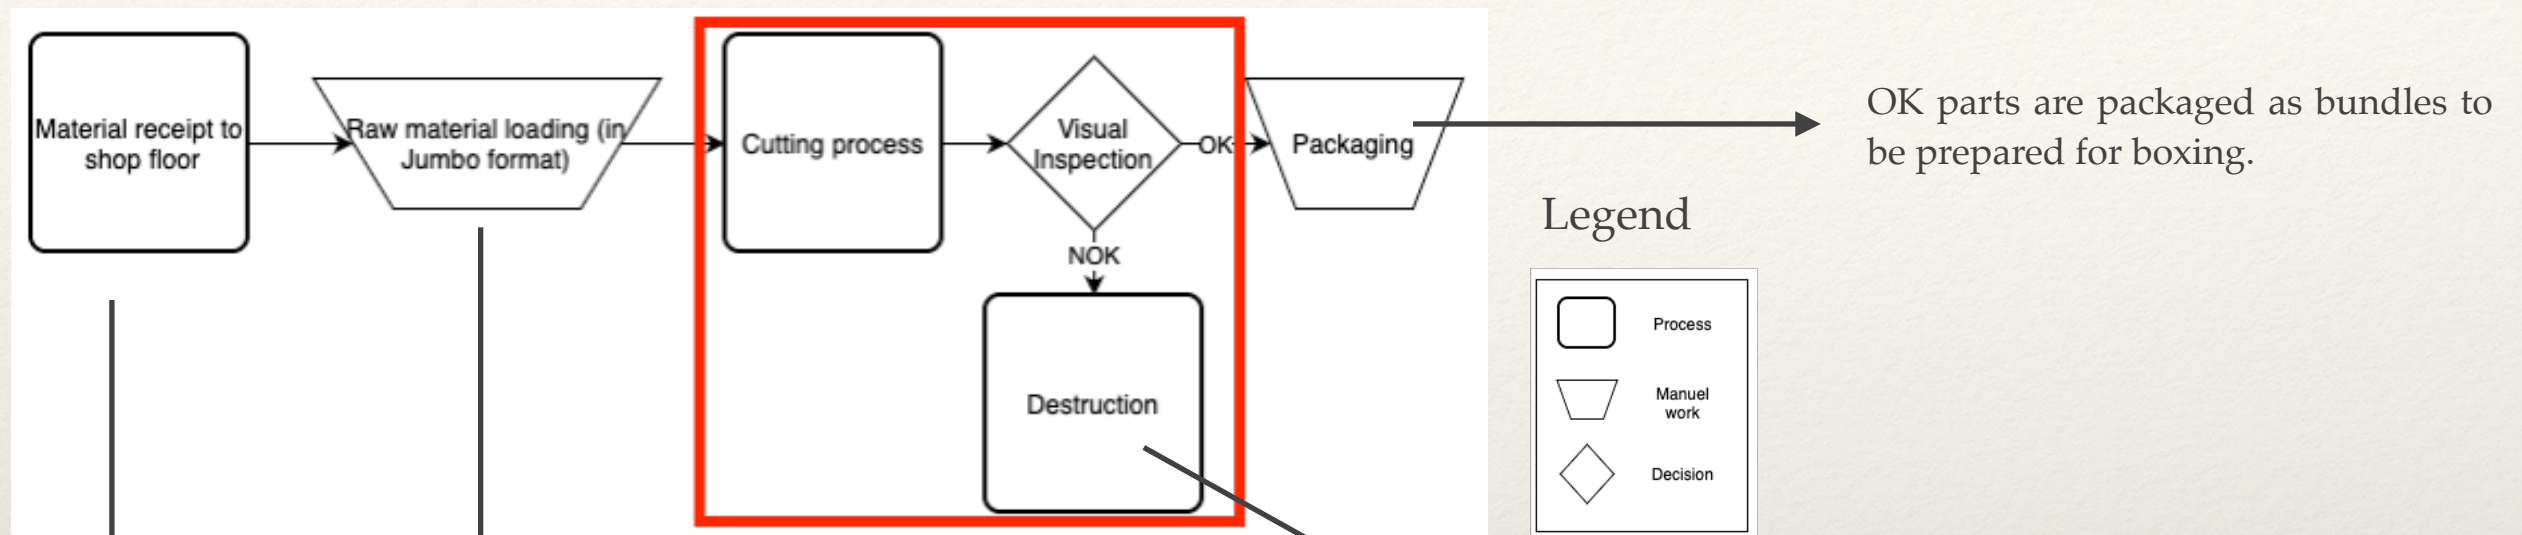 Material receipt to
shop floor
Raw material loading (in
Jumbo format)
Cutting process
Visual
Inspection
OK
Packaging
OK parts are packaged as bundles to
be prepared for boxing.
NOK
Destruction
Legend
Process
Manuel
work
Decision